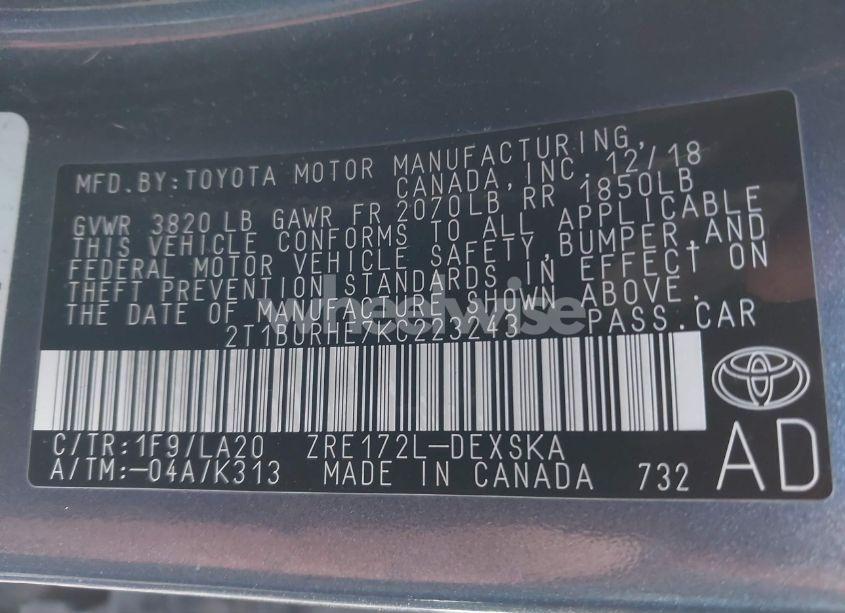 MFD.BY:TOYOTA MOTOR MANUFACTURING,
CANADA,INC. 12/18
GVWR 3820 LB GAWR FR 2070LB RR 1850LB
THIS VEHICLE CONFORMS TO ALL APPLICABLE
FEDERAL MOTOR VEHICLE SAFETY,BUMPER,AND
THEFT PREVENTION STANDARDS IN EFFECT ON
THE DATE OF MANUFACTURE SHOWN ABOVE.
wheelwise
2T1BURHE7KC223243 PASS.CAR
C/TR:1F9/LA20 ZRE172L-DEXSKA
A/TM:-04A/K313 MADE IN CANADA 732
AD